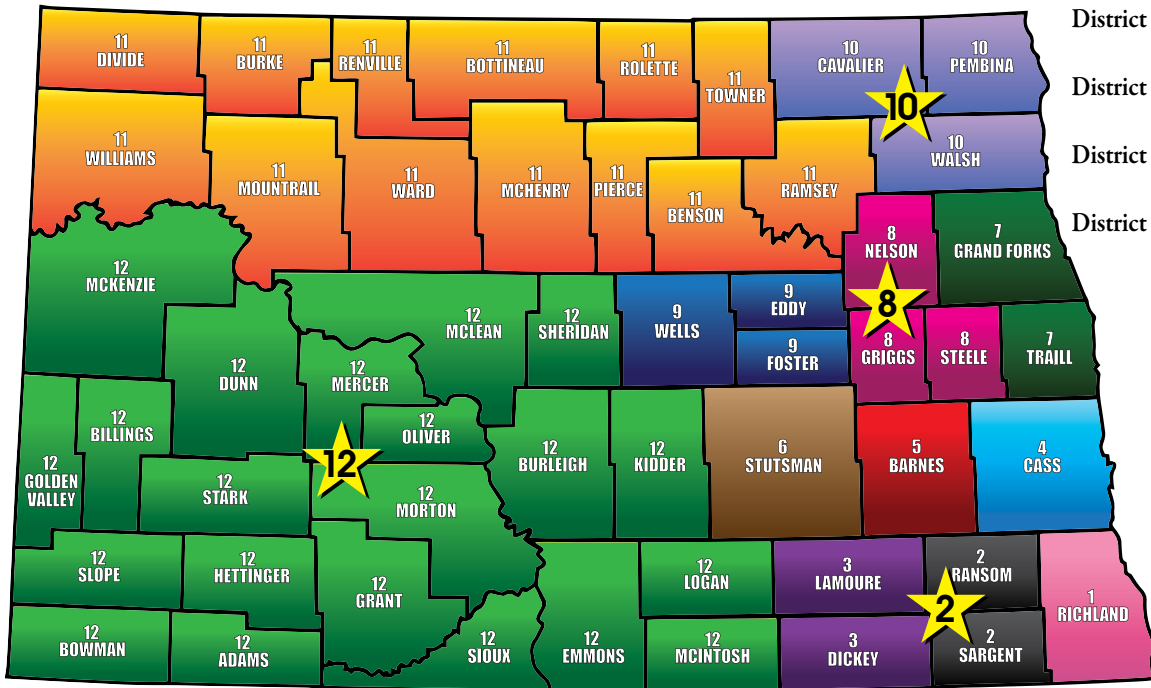 District
District
District
District
11
DIVIDE
11
BURKE
11
RENVILLE
11
BOTTINEAU
11
ROLETTE
11
TOWNER
10
CAVALIER
10
PEMBINA
10
11
WILLIAMS
11
MOUNTRAIL
11
WARD
11
MCHENRY
11
PIERCE
11
BENSON
11
RAMSEY
10
WALSH
12
MCKENZIE
8
NELSON
7
GRAND FORKS
8
12
DUNN
12
MCLEAN
12
SHERIDAN
9
WELLS
9
EDDY
9
FOSTER
8
GRIGGS
8
STEELE
7
TRAILL
12
MERCER
12
OLIVER
12
BILLINGS
12
GOLDEN
VALLEY
12
STARK
12
12
MORTON
12
BURLEIGH
12
KIDDER
6
STUTSMAN
5
BARNES
4
CASS
12
SLOPE
12
HETTINGER
12
GRANT
12
LOGAN
3
LAMOURE
2
RANSOM
2
1
RICHLAND
12
BOWMAN
12
ADAMS
12
SIOUX
12
EMMONS
12
MCINTOSH
3
DICKEY
2
SARGENT